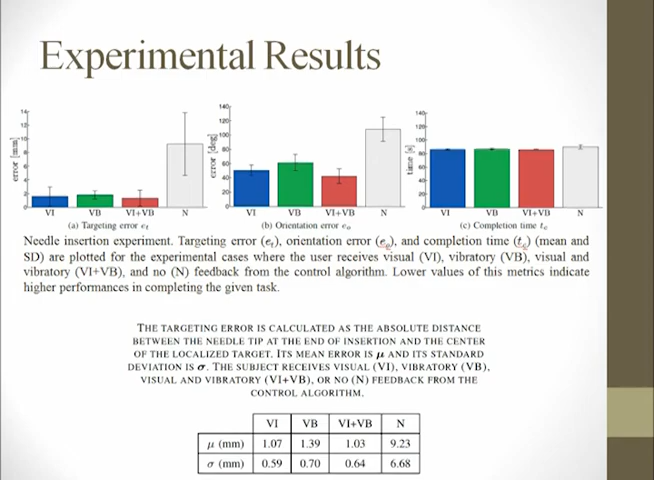 Experimental Results
error [mm]
14
12
10
8
6
4
2
0
VI VB VI+VB N
(a) Targeting error et
error [deg]
140
120
100
80
60
40
20
0
VI VB VI+VB N
(b) Orientation error eo
time [s]
140
120
100
80
60
40
20
0
VI VB VI+VB N
(c) Completion time tc
Needle insertion experiment. Targeting error (et), orientation error (eo), and completion time (tc) (mean and
SD) are plotted for the experimental cases where the user receives visual (VI), vibratory (VB), visual and
vibratory (VI+VB), and no (N) feedback from the control algorithm. Lower values of this metrics indicate
higher performances in completing the given task.
THE TARGETING ERROR IS CALCULATED AS THE ABSOLUTE DISTANCE
BETWEEN THE NEEDLE TIP AT THE END OF INSERTION AND THE CENTER
OF THE LOCALIZED TARGET. ITS MEAN ERROR IS μ AND ITS STANDARD
DEVIATION IS σ. THE SUBJECT RECEIVES VISUAL (VI), VIBRATORY (VB),
VISUAL AND VIBRATORY (VI+VB), OR NO (N) FEEDBACK FROM THE
CONTROL ALGORITHM.
VI VB VI+VB N
μ (mm) 1.07 1.39 1.03 9.23
σ (mm) 0.59 0.70 0.64 6.68